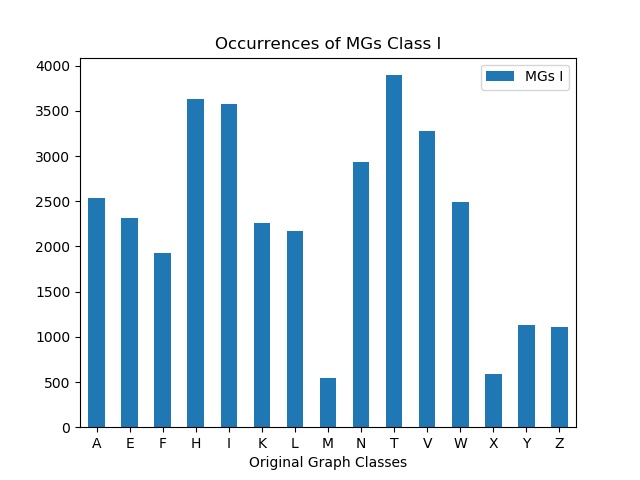 Occurrences of MGs Class I
MGs I
4000
3500
3000
2500
2000
1500
1000
500
0
A E F H I K L M N T V W X Y Z
Original Graph Classes